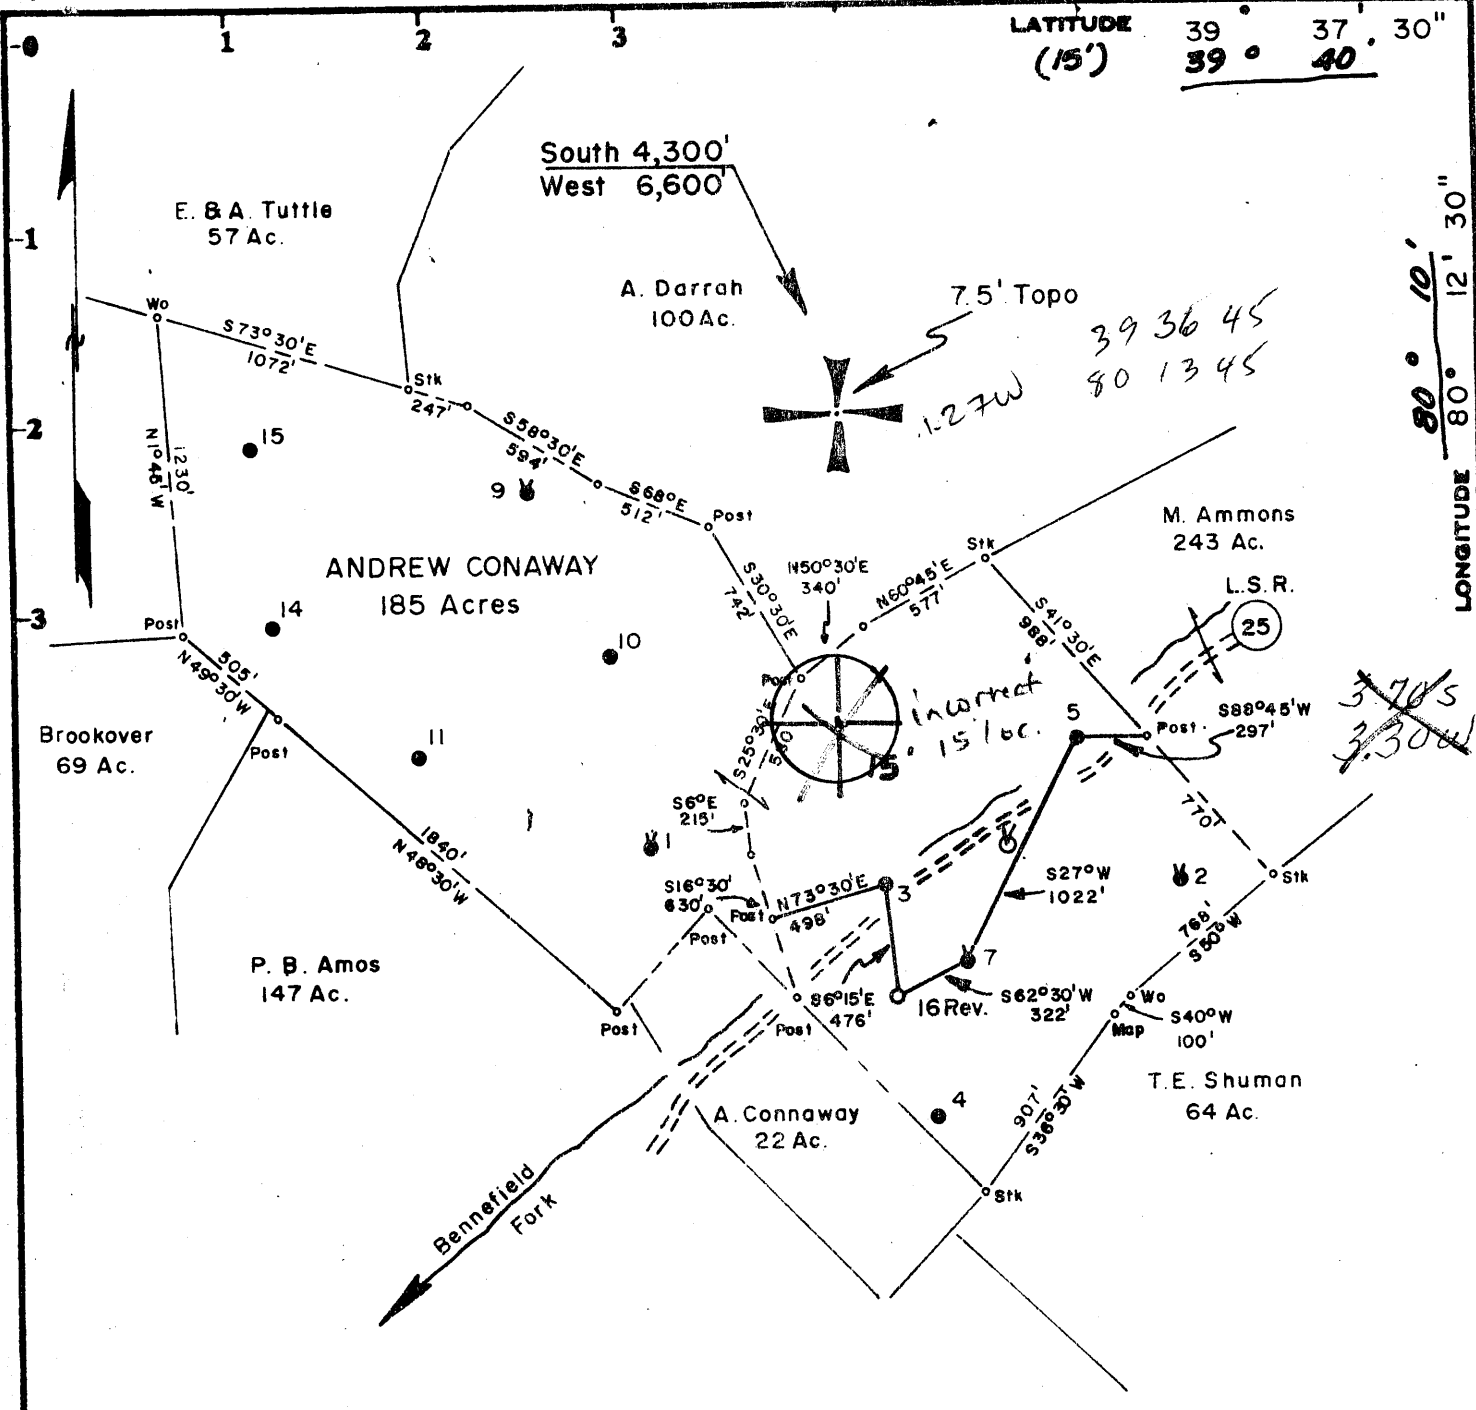 1 2 3
LATITUDE 39° 37' 30"
(15') 39° 40'
-0
-1
-2
-3
South 4,300'
West 6,600'
E. & A. Tuttle
57 Ac.
A. Darrah
100 Ac.
7.5' Topo
39 36 45
80 13 45
1.27W
LONGITUDE 80° 12' 30"
80° 10'
Wo
S73°30'E
1072'
Stk
247'
S58°30'E
594'
S68°E
512'
Post
N1°45'W
1230'
15
9
ANDREW CONAWAY
185 Acres
14
10
11
S30°30'E
742'
N50°30'E
340'
N60°45'E
577'
Stk
M. Ammons
243 Ac.
L.S.R.
25
S41°30'E
988'
Post
505'
N49°30'W
Post
Brookover
69 Ac.
Post
S25°30'E
incorrect
15' loc.
15'
5
S88°45'W
297'
Post
3.70S
3.30W
770'
S6°E
215'
1
1840'
N48°30'W
S16°30'
630'
Post
Post
N73°30'E
498'
3
S27°W
1022'
2
Stk
768'
S50°W
7
P. B. Amos
147 Ac.
Post
Post
S6°15'E
476'
16 Rev.
S62°30'W
322'
Wo
Map
S40°W
100'
T.E. Shuman
64 Ac.
4
907'
S36°30'W
A. Connaway
22 Ac.
Stk
Bennefield
Fork